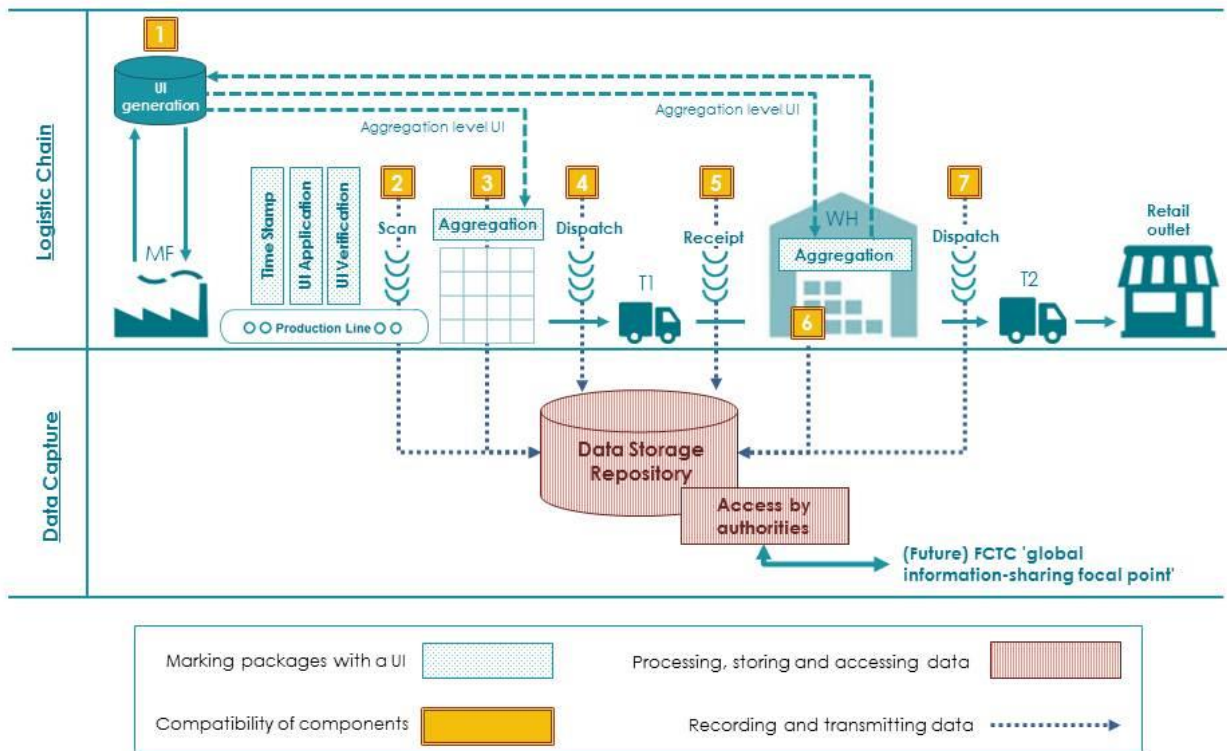 1
UI
generation
Aggregation level UI
Aggregation level UI
Logistic Chain
MF
Time Stamp
UI Application
UI Verification
Production Line
2
Scan
3
Aggregation
4
Dispatch
T1
5
Receipt
WH
Aggregation
6
7
Dispatch
T2
Retail
outlet
Data Capture
Data Storage
Repository
Access by
authorities
(Future) FCTC 'global
information-sharing focal point'
Marking packages with a UI
Processing, storing and accessing data
Compatibility of components
Recording and transmitting data